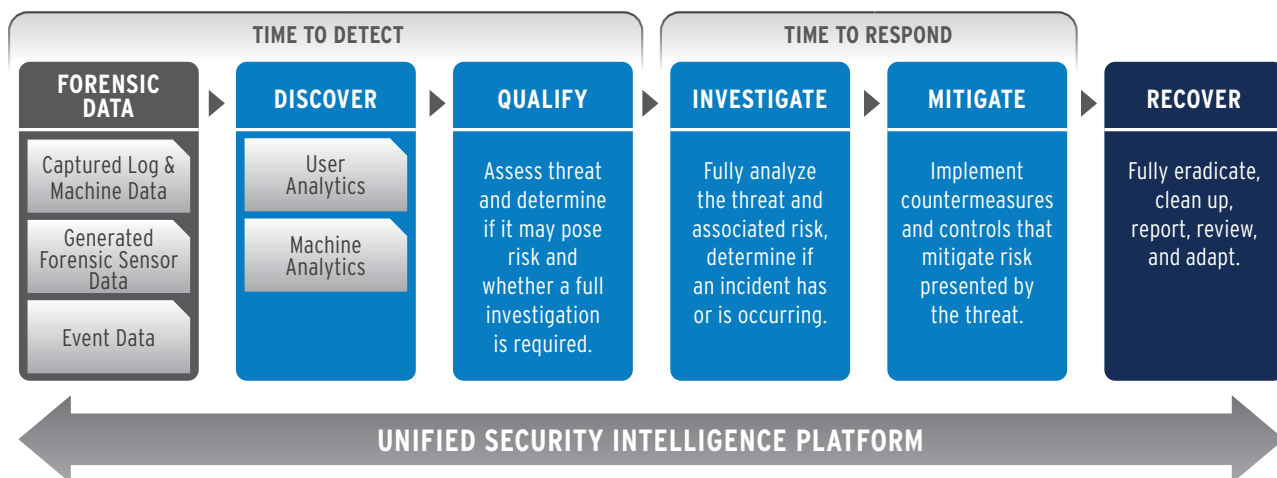 TIME TO DETECT
TIME TO RESPOND
FORENSIC
DATA
Captured Log &
Machine Data
Generated
Forensic Sensor
Data
Event Data
DISCOVER
User
Analytics
Machine
Analytics
QUALIFY
Assess threat
and determine
if it may pose
risk and
whether a full
investigation
is required.
INVESTIGATE
Fully analyze
the threat and
associated risk,
determine if
an incident has
or is occurring.
MITIGATE
Implement
countermeasures
and controls that
mitigate risk
presented by
the threat.
RECOVER
Fully eradicate,
clean up,
report, review,
and adapt.
UNIFIED SECURITY INTELLIGENCE PLATFORM